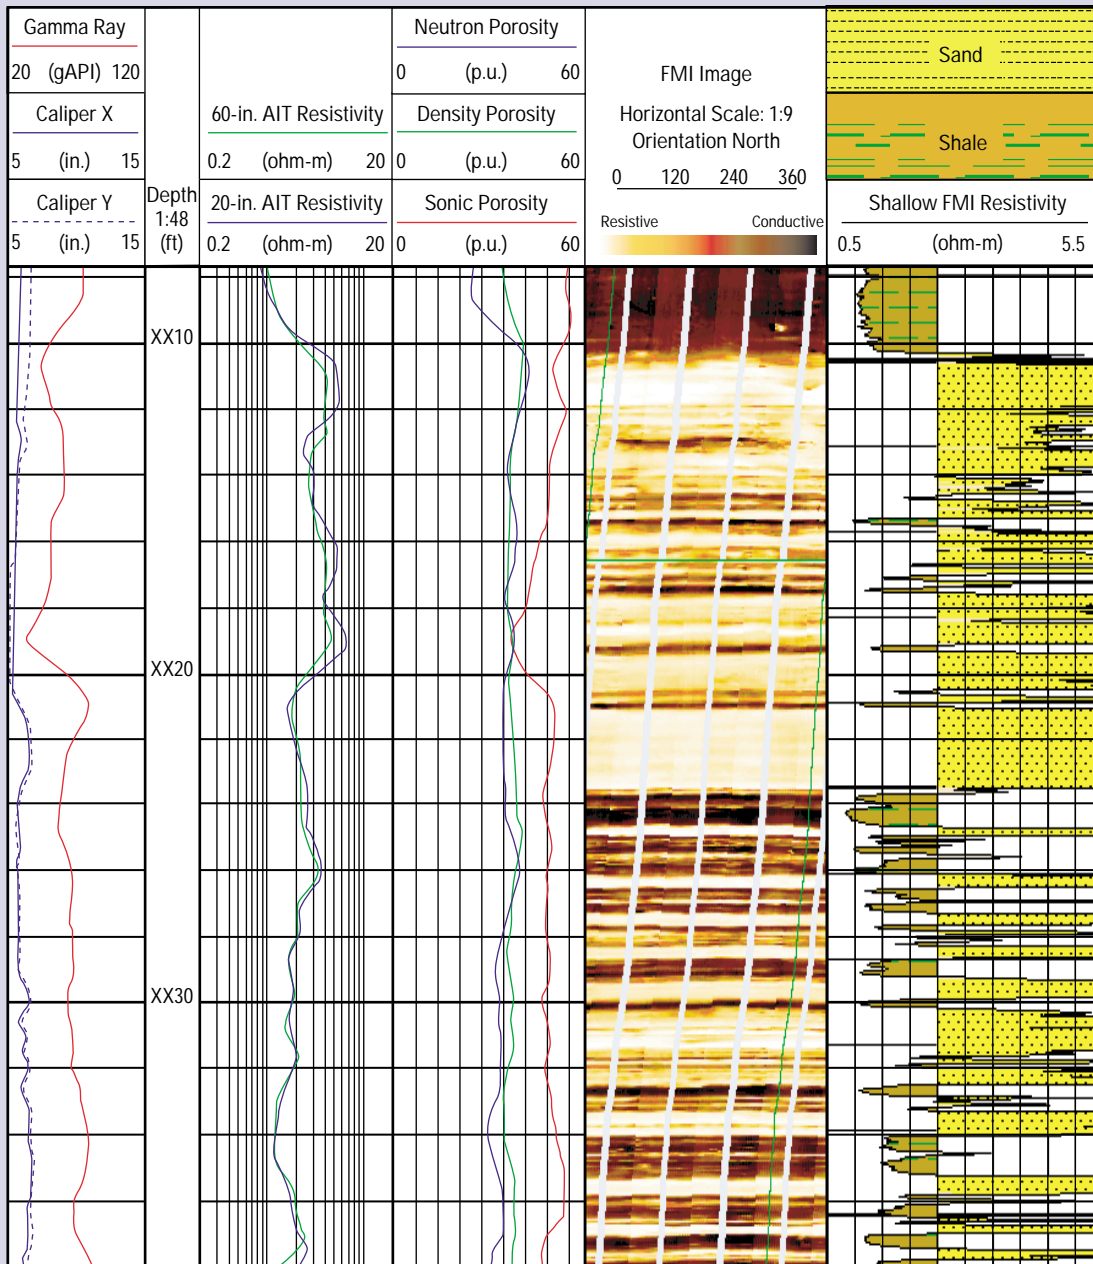 Gamma Ray
20 (gAPI) 120
Caliper X
5 (in.) 15
Caliper Y
5 (in.) 15
Depth
1:48
(ft)
60-in. AIT Resistivity
0.2 (ohm-m) 20
20-in. AIT Resistivity
0.2 (ohm-m) 20
Neutron Porosity
0 (p.u.) 60
Density Porosity
0 (p.u.) 60
Sonic Porosity
0 (p.u.) 60
FMI Image
Horizontal Scale: 1:9
Orientation North
0 120 240 360
Resistive Conductive
Sand
Shale
Shallow FMI Resistivity
0.5 (ohm-m) 5.5
XX10
XX20
XX30